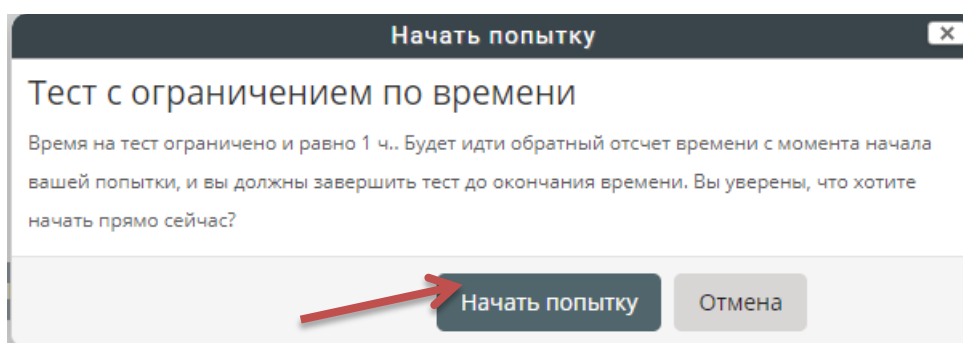 Начать попытку
Тест с ограничением по времени
Время на тест ограничено и равно 1 ч.. Будет идти обратный отсчет времени с момента начала
вашей попытки, и вы должны завершить тест до окончания времени. Вы уверены, что хотите
начать прямо сейчас?
Начать попытку Отмена